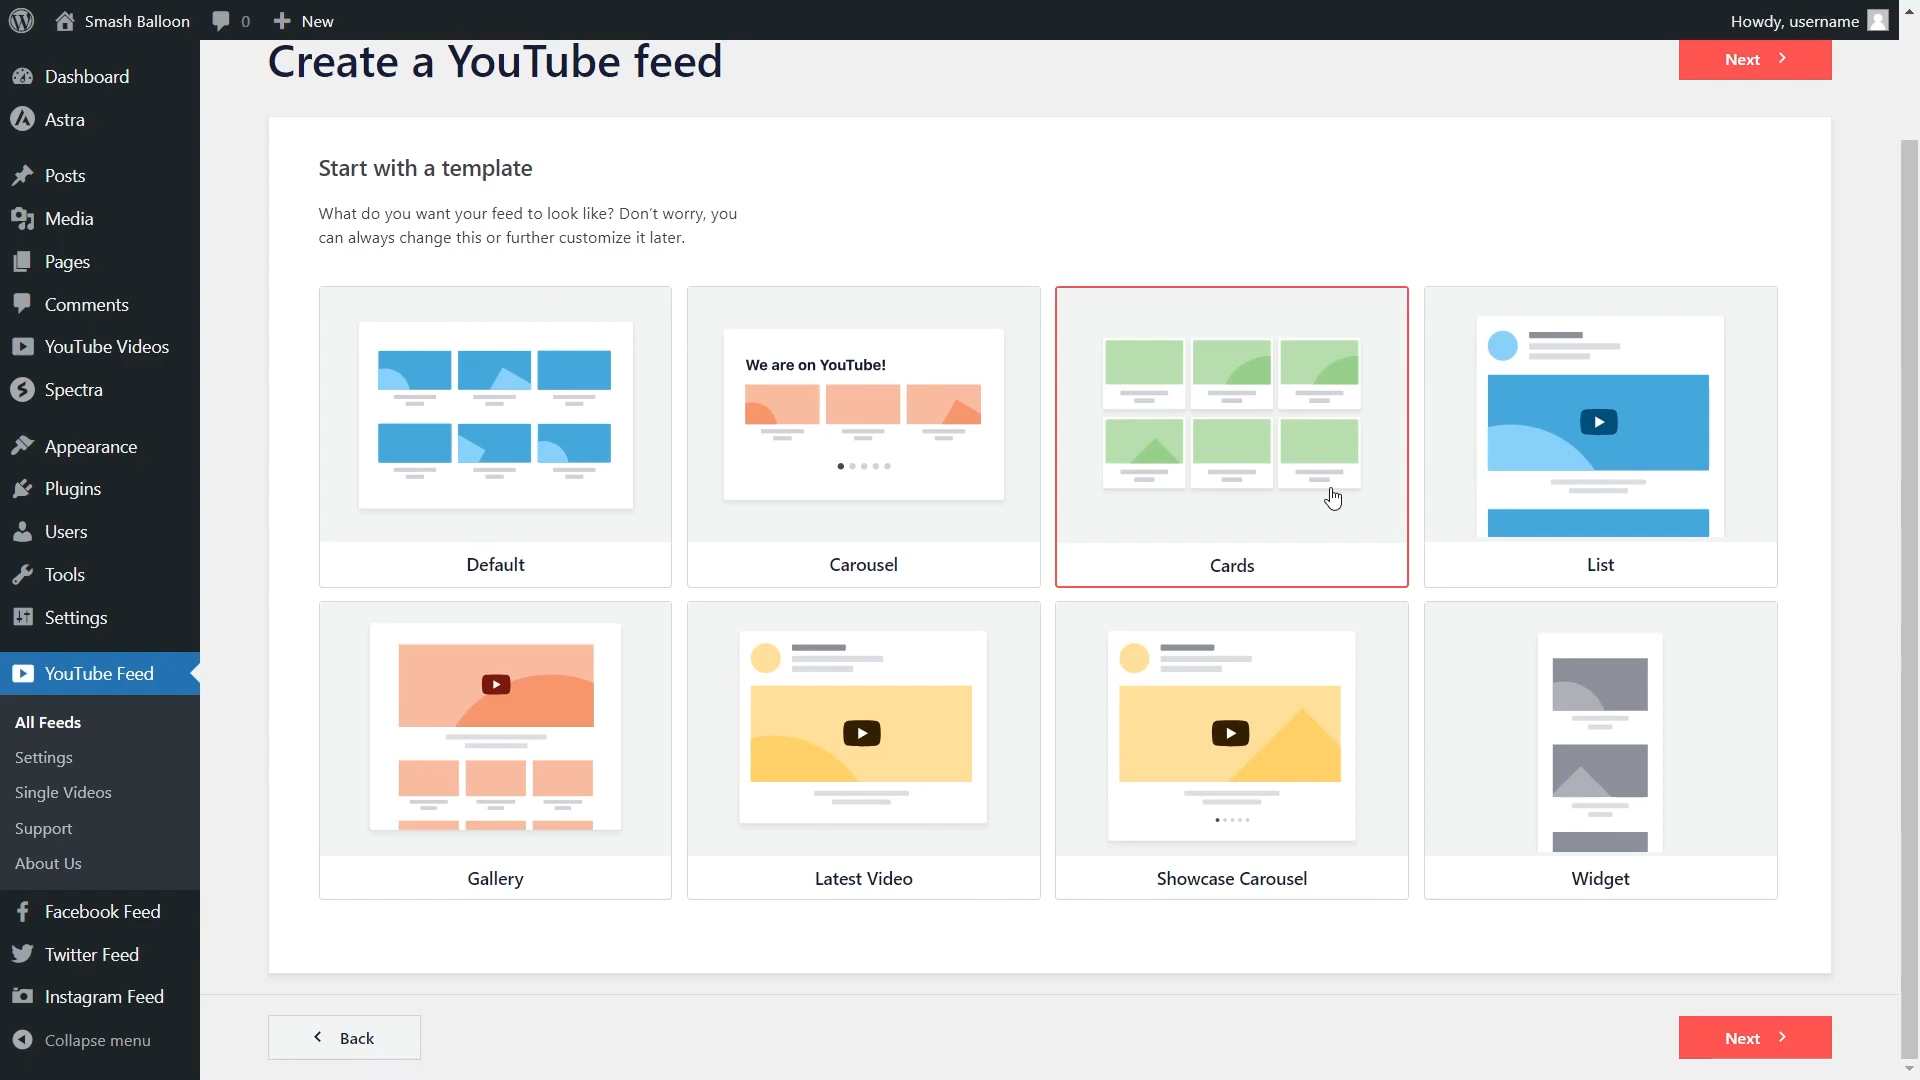 Smash Balloon
0
New
Howdy, username
Dashboard
Astra
Posts
Media
Pages
Comments
YouTube Videos
Spectra
Appearance
Plugins
Users
Tools
Settings
YouTube Feed
All Feeds
Settings
Single Videos
Support
About Us
Facebook Feed
Twitter Feed
Instagram Feed
Collapse menu
Create a YouTube feed
Next
Start with a template
What do you want your feed to look like? Don't worry, you
can always change this or further customize it later.
We are on YouTube!
Default
Carousel
Cards
List
Gallery
Latest Video
Showcase Carousel
Widget
Back
Next